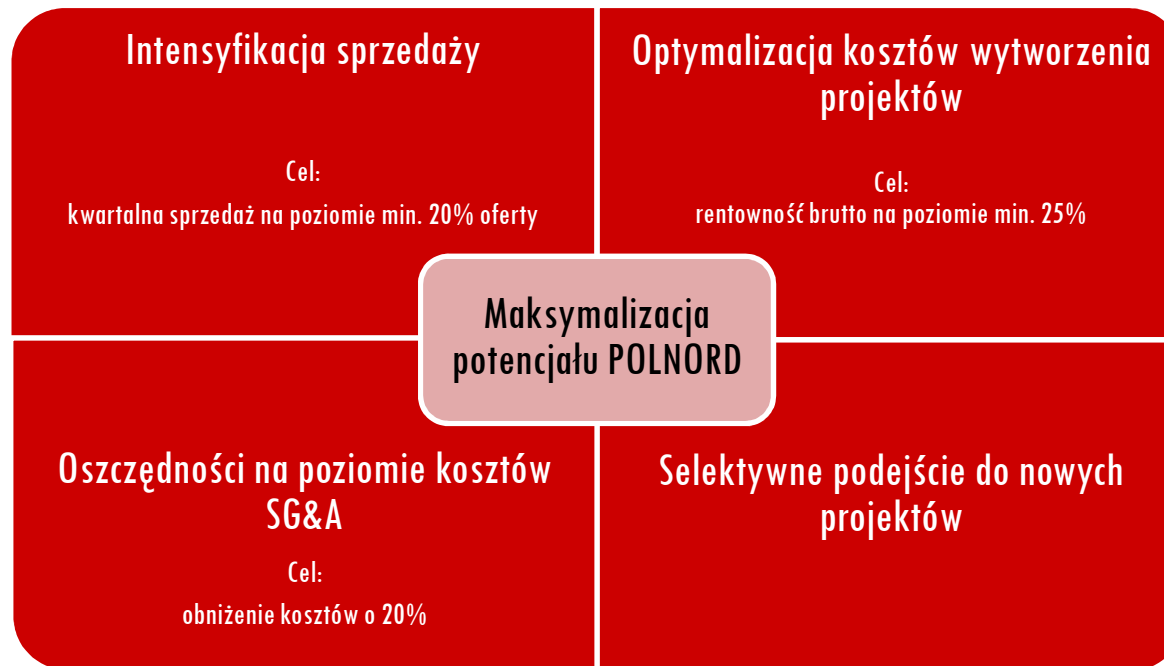 Intensyfikacja sprzedaży
Cel:
kwartalna sprzedaż na poziomie min. 20% oferty
Optymalizacja kosztów wytworzenia
projektów
Cel:
rentowność brutto na poziomie min. 25%
Maksymalizacja
potencjału POLNORD
Oszczędności na poziomie kosztów
SG&A
Cel:
obniżenie kosztów o 20%
Selektywne podejście do nowych
projektów